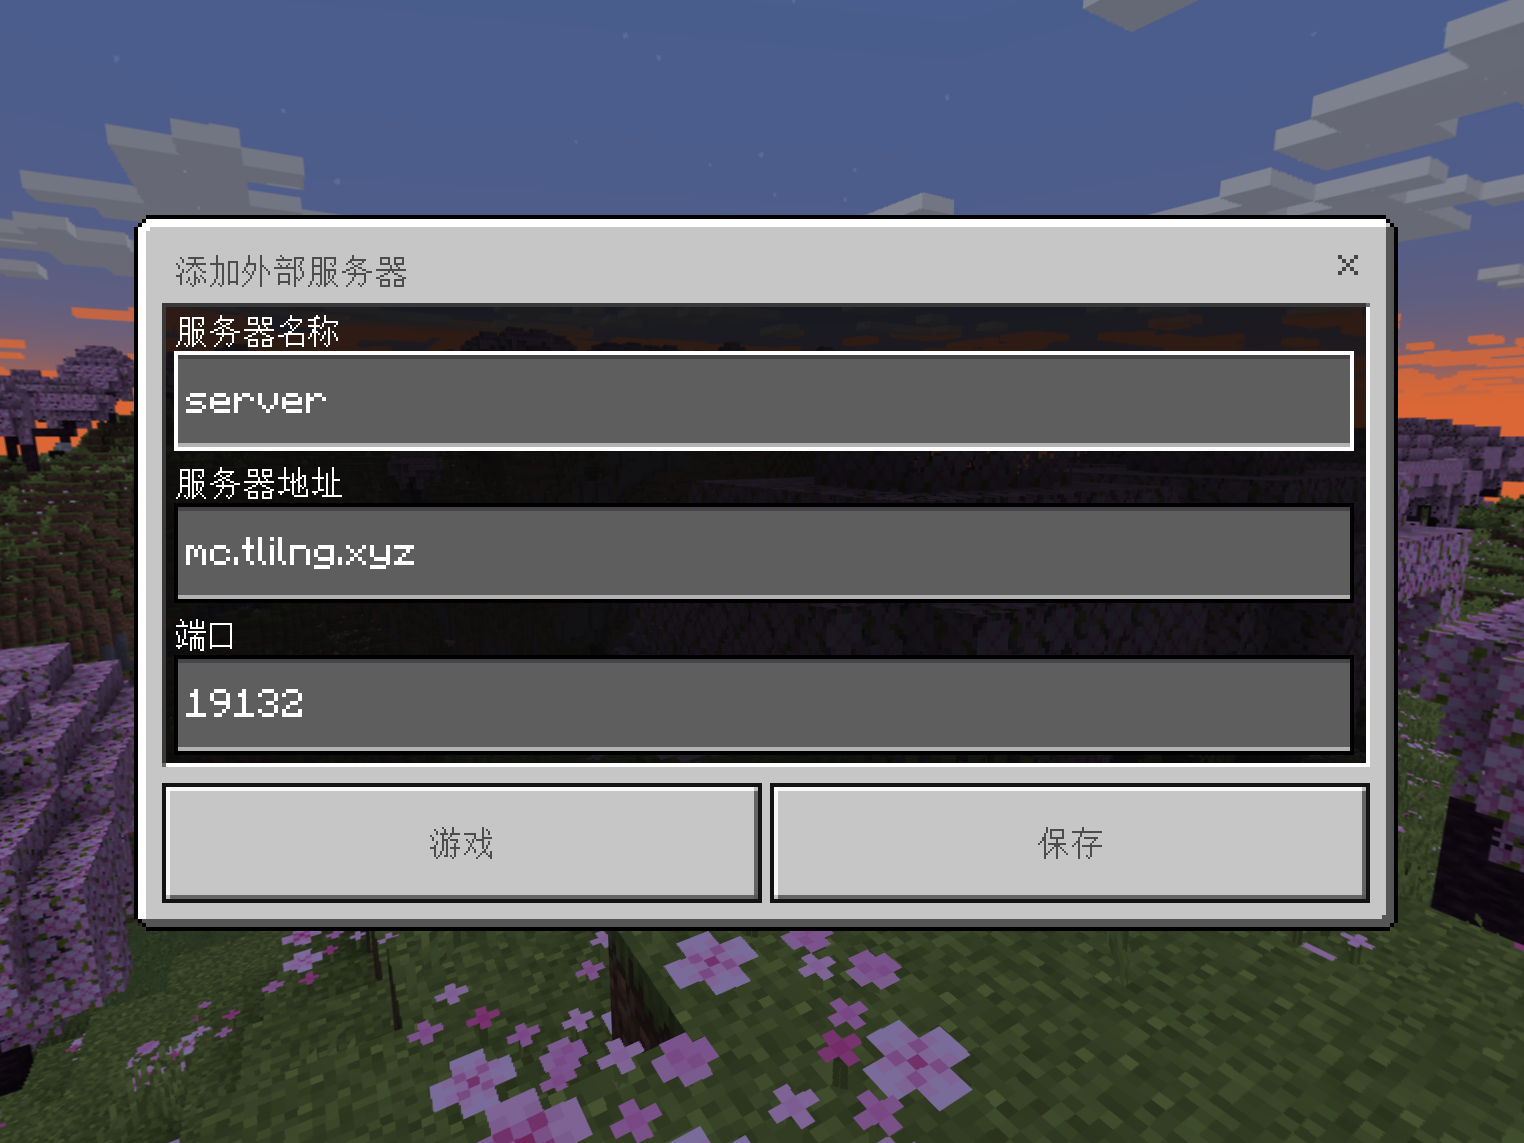 添加外部服务器
服务器名称
server
服务器地址
mc.tlilng.xyz
端口
19132
游戏
保存